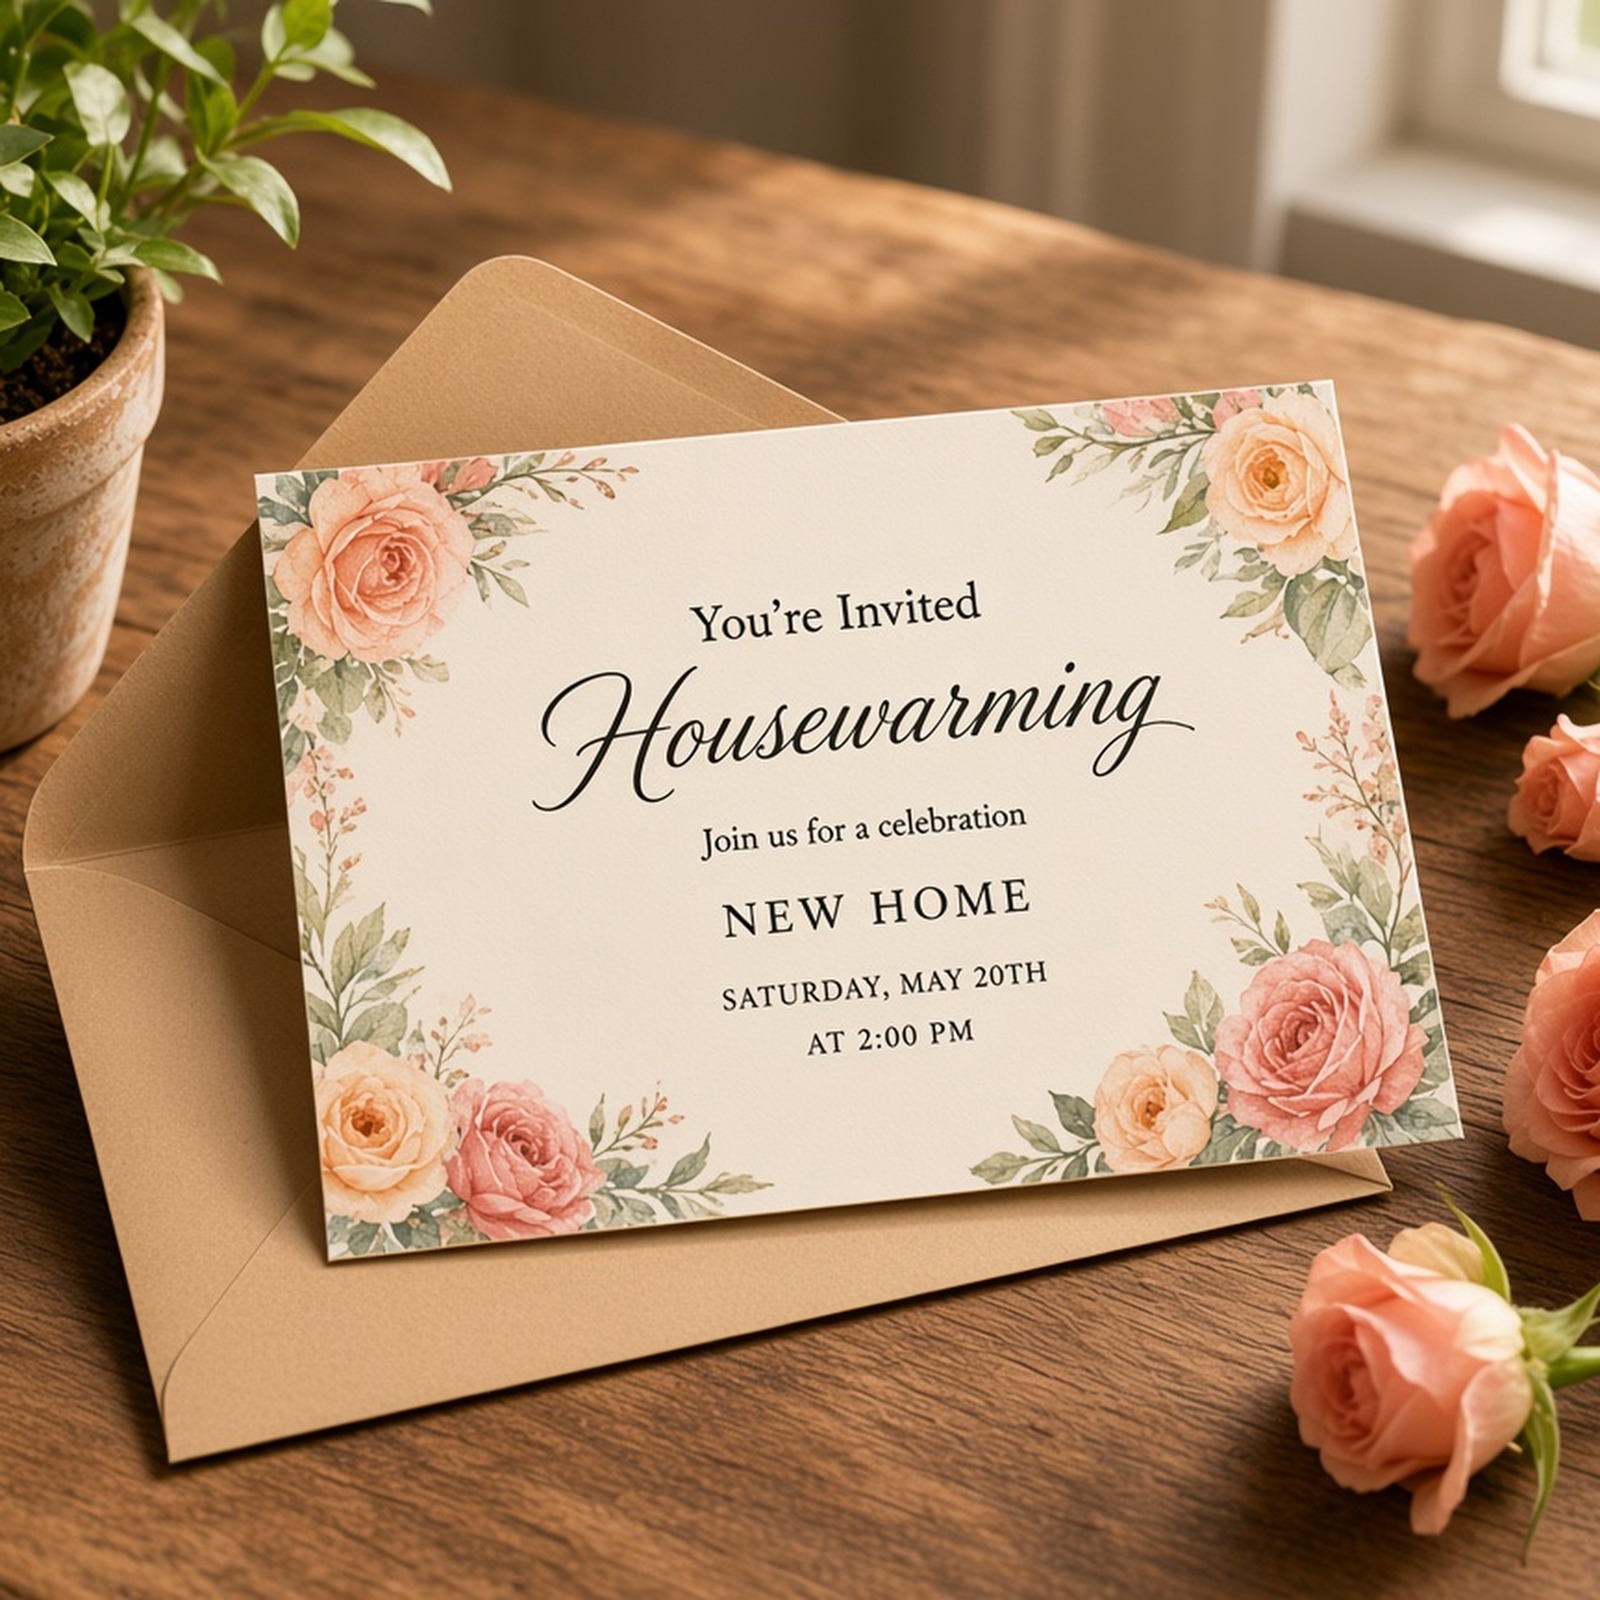 You're Invited
Housewarming
Join us for a celebration
NEW HOME
SATURDAY, MAY 20TH
AT 2:00 PM